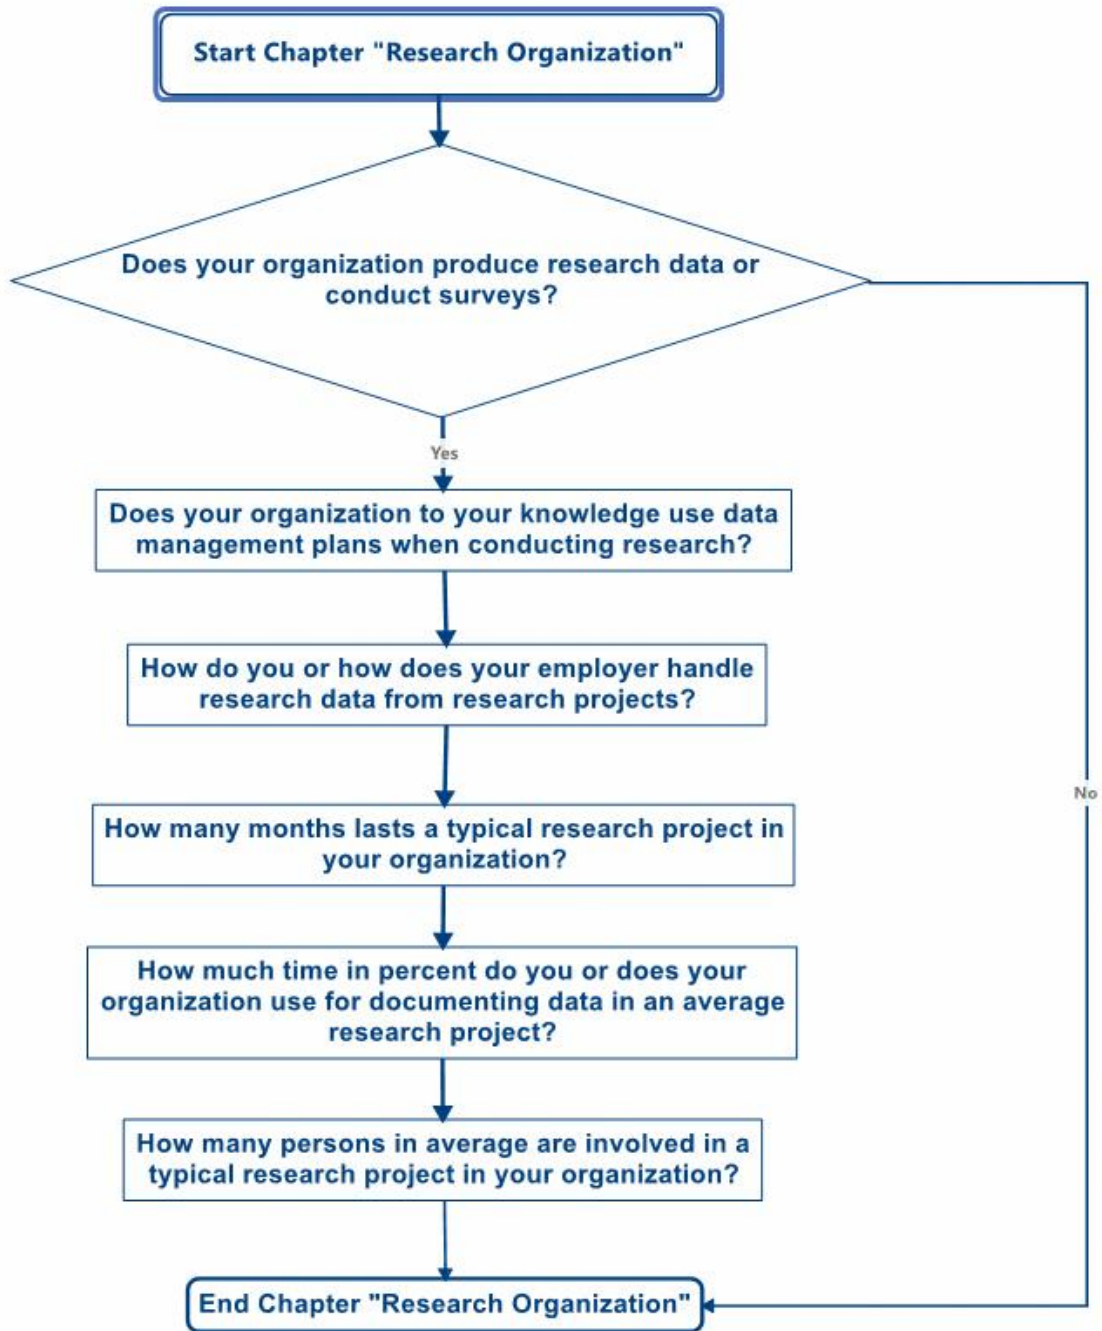 Start Chapter "Research Organization"
Does your organization produce research data or
conduct surveys?
Yes
Does your organization to your knowledge use data
management plans when conducting research?
How do you or how does your employer handle
research data from research projects?
No
How many months lasts a typical research project in
your organization?
How much time in percent do you or does your
organization use for documenting data in an average
research project?
How many persons in average are involved in a
typical research project in your organization?
End Chapter "Research Organization"